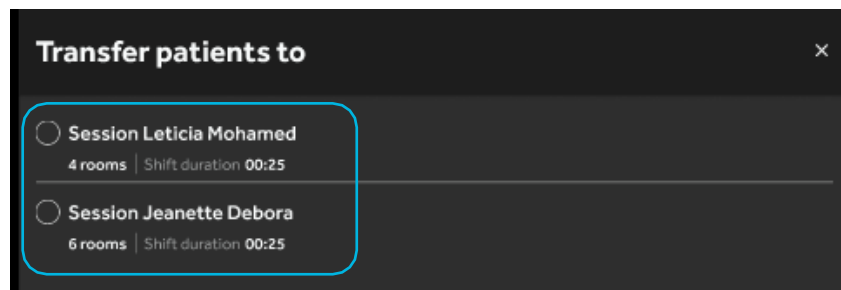 Transfer patients to ×
Session Leticia Mohamed
4 rooms | Shift duration 00:25
Session Jeanette Debora
6 rooms | Shift duration 00:25